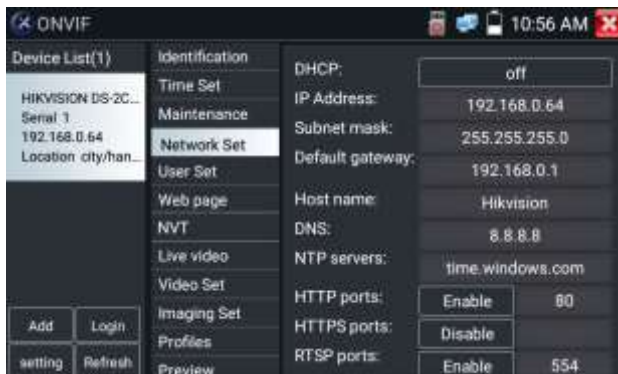 ONVIF
10:56 AM
Device List(1)
HIKVISION DS-2C...
Serial 1
192.168.0.64
Location city/han...
Add
Login
setting
Refresh
Identification
Time Set
Maintenance
Network Set
User Set
Web page
NVT
Live video
Video Set
Imaging Set
Profiles
Preview
DHCP: off
IP Address: 192.168.0.64
Subnet mask: 255.255.255.0
Default gateway: 192.168.0.1
Host name: Hikvision
DNS: 8.8.8.8
NTP servers: time.windows.com
HTTP ports: Enable 80
HTTPS ports: Disable
RTSP ports: Enable 554